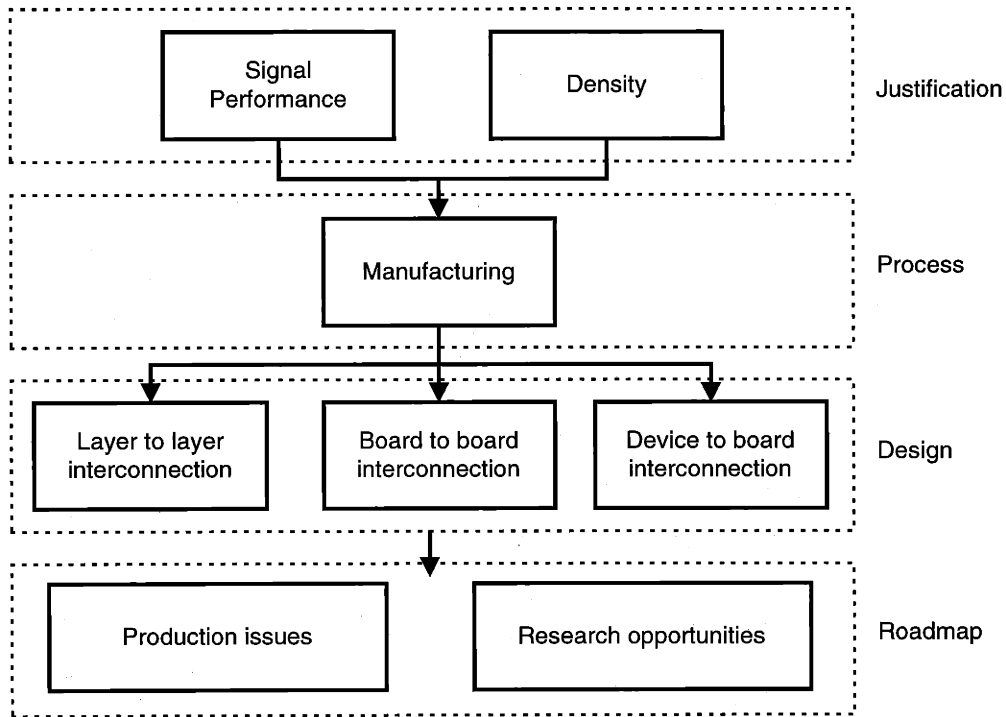 Signal
Performance
Density
Justification
Manufacturing
Process
Layer to layer
interconnection
Board to board
interconnection
Device to board
interconnection
Design
Production issues
Research opportunities
Roadmap